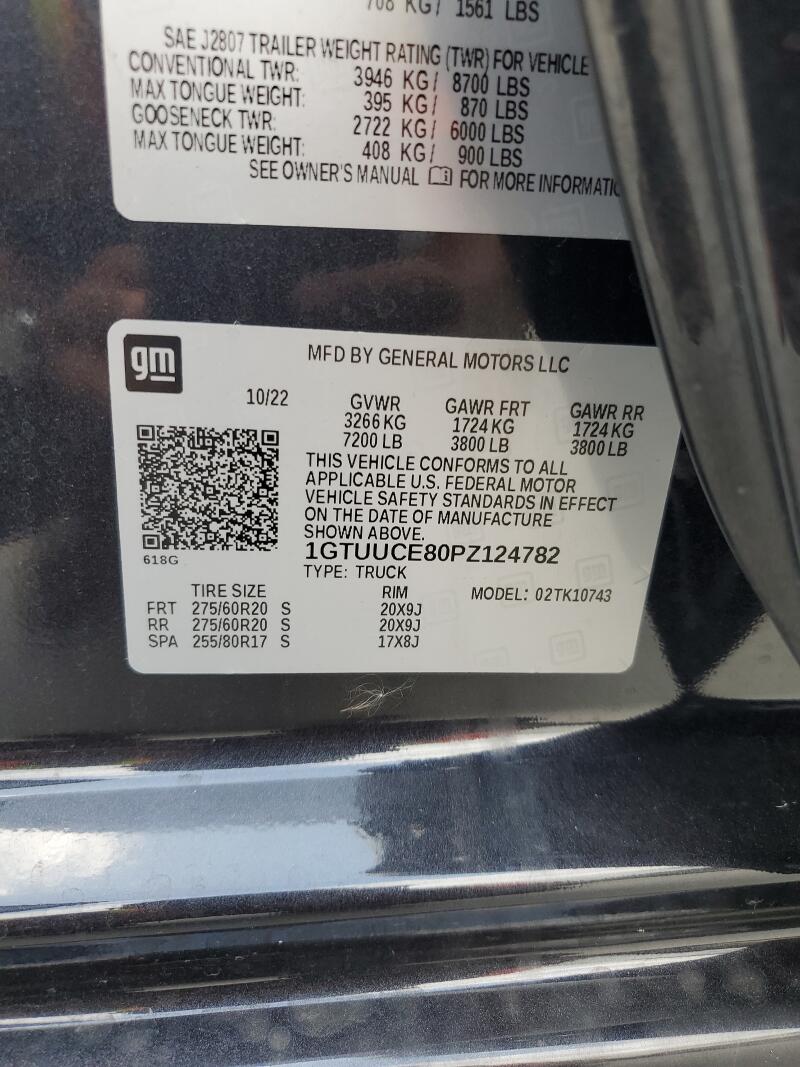 708 KG/ 1561 LBS
SAE J2807 TRAILER WEIGHT RATING (TWR) FOR VEHICLE
CONVENTIONAL TWR: 3946 KG/ 8700 LBS
MAX TONGUE WEIGHT: 395 KG/ 870 LBS
GOOSENECK TWR: 2722 KG/ 6000 LBS
MAX TONGUE WEIGHT: 408 KG/ 900 LBS
SEE OWNER'S MANUAL FOR MORE INFORMATIO
gm
MFD BY GENERAL MOTORS LLC
10/22 GVWR GAWR FRT GAWR RR
3266 KG 1724 KG 1724 KG
7200 LB 3800 LB 3800 LB
THIS VEHICLE CONFORMS TO ALL
APPLICABLE U.S. FEDERAL MOTOR
VEHICLE SAFETY STANDARDS IN EFFECT
ON THE DATE OF MANUFACTURE
SHOWN ABOVE.
618G
1GTUUCE80PZ124782
TYPE: TRUCK
MODEL: 02TK10743
TIRE SIZE RIM
FRT 275/60R20 S 20X9J
RR 275/60R20 S 20X9J
SPA 255/80R17 S 17X8J